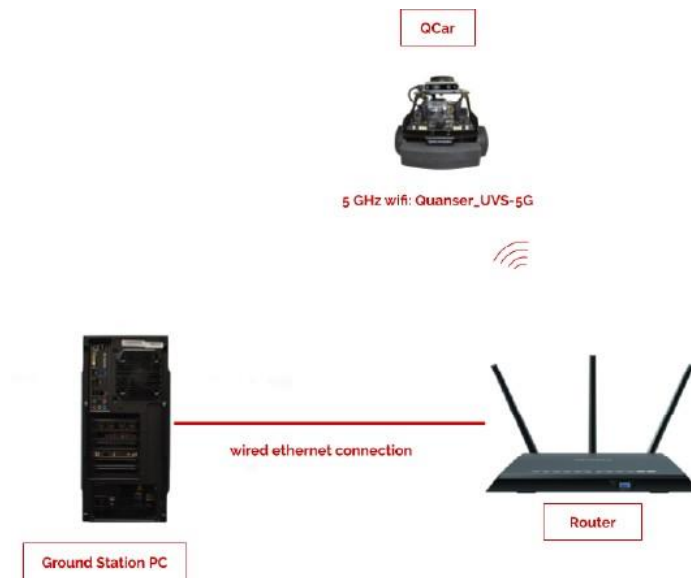 QCar
5 GHz wifi: Quanser_UVS-5G
wired ethernet connection
Router
Ground Station PC